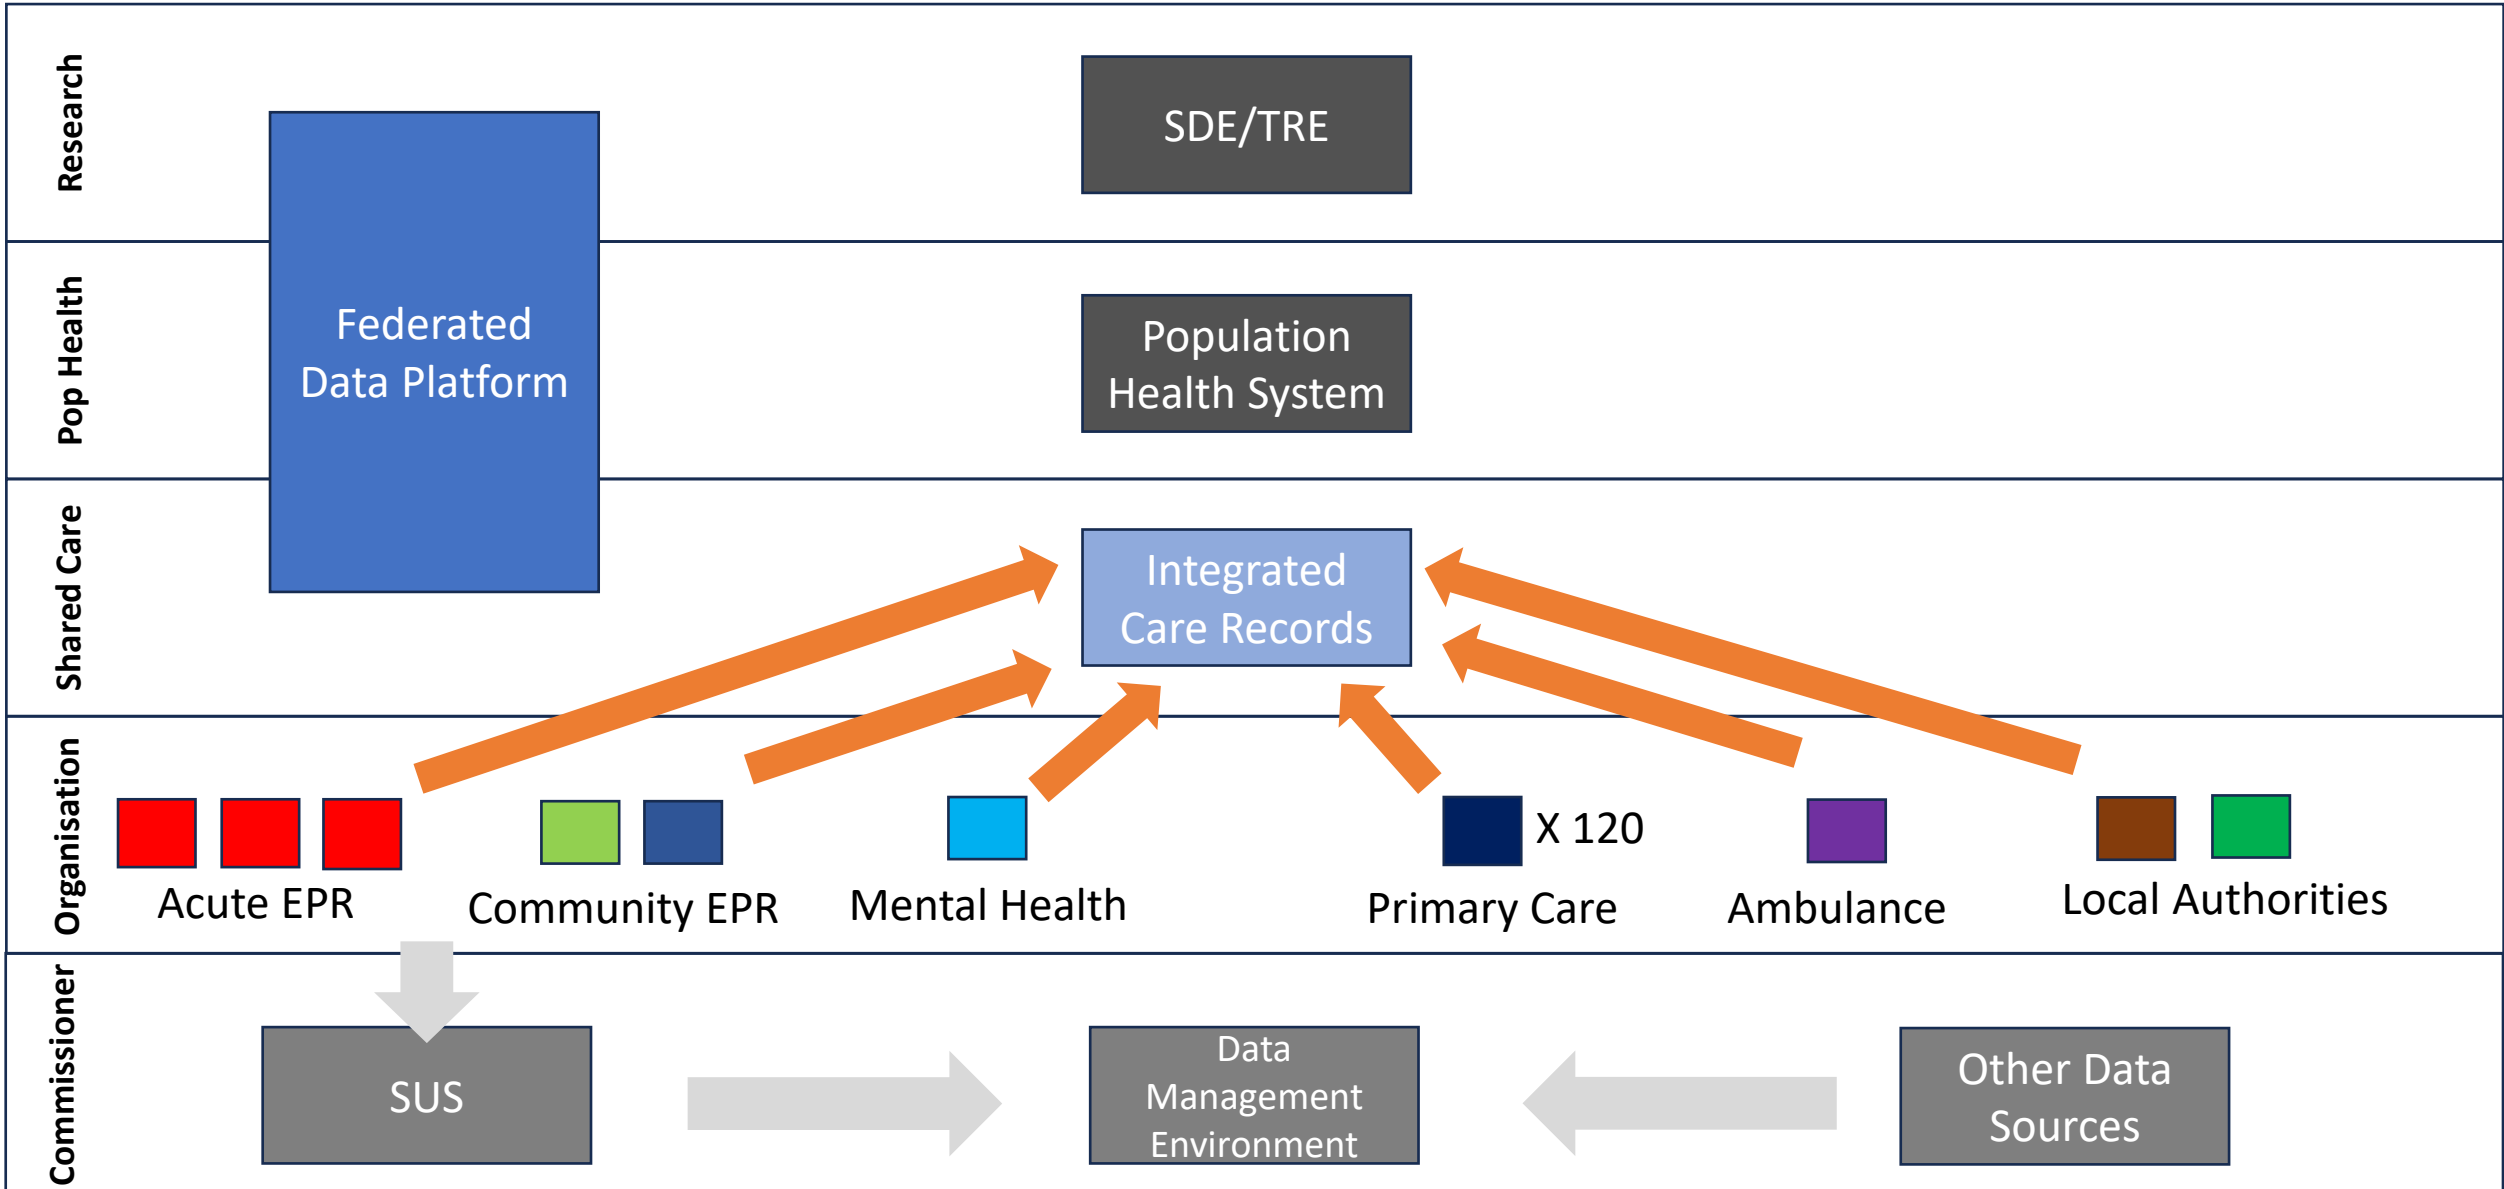 Research
SDE/TRE
Pop Health
Federated
Data Platform
Population
Health System
Shared Care
Integrated
Care Records
Organisation
X 120
Acute EPR
Community EPR
Mental Health
Primary Care
Ambulance
Local Authorities
Commissioner
SUS
Data
Management
Environment
Other Data
Sources